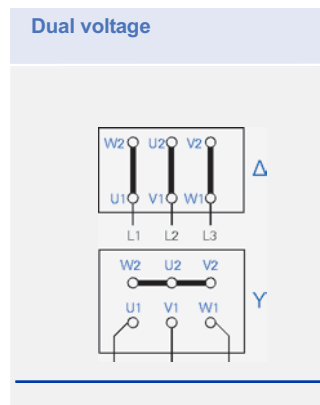 Dual voltage
W2 U2 V2
Δ
U1 V1 W1
L1 L2 L3
W2 U2 V2
Y
U1 V1 W1